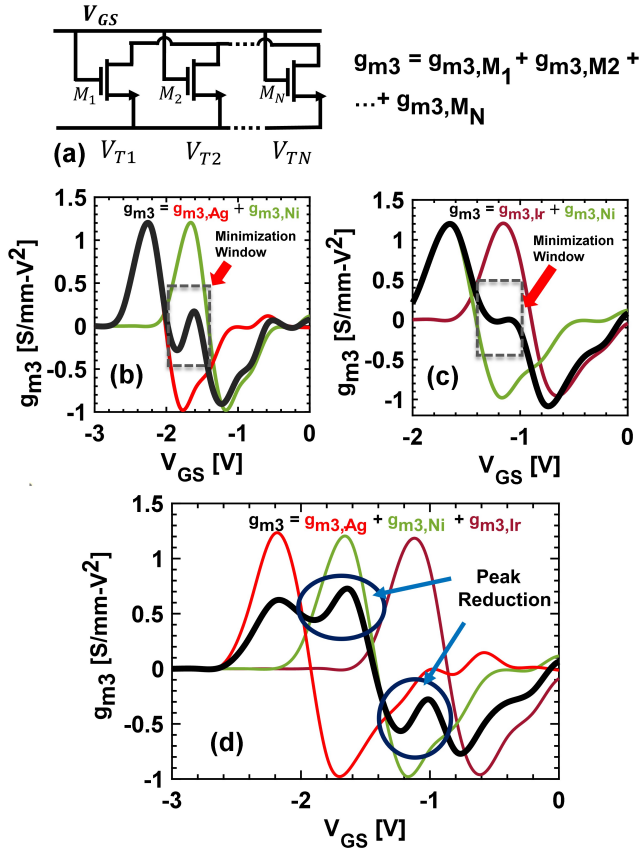 V_GS
g_m3 = g_m3,M_1 + g_m3,M2 +
...+ g_m3,M_N
M_1 M_2 M_N
(a) V_T1 V_T2 V_TN
1.5
1
0.5
0
-0.5
-1
g_m3 [S/mm-V^2]
g_m3 = g_m3,Ag + g_m3,Ni
Minimization
Window
(b)
-3 -2 -1 0
V_GS [V]
1.5
1
0.5
0
-0.5
-1
g_m3 [S/mm-V^2]
g_m3 = g_m3,Ir + g_m3,Ni
Minimization
Window
(c)
-2 -1 0
V_GS [V]
1.5
1
0.5
0
-0.5
-1
g_m3 [S/mm-V^2]
g_m3 = g_m3,Ag + g_m3,Ni + g_m3,Ir
Peak
Reduction
(d)
-3 -2 -1 0
V_GS [V]